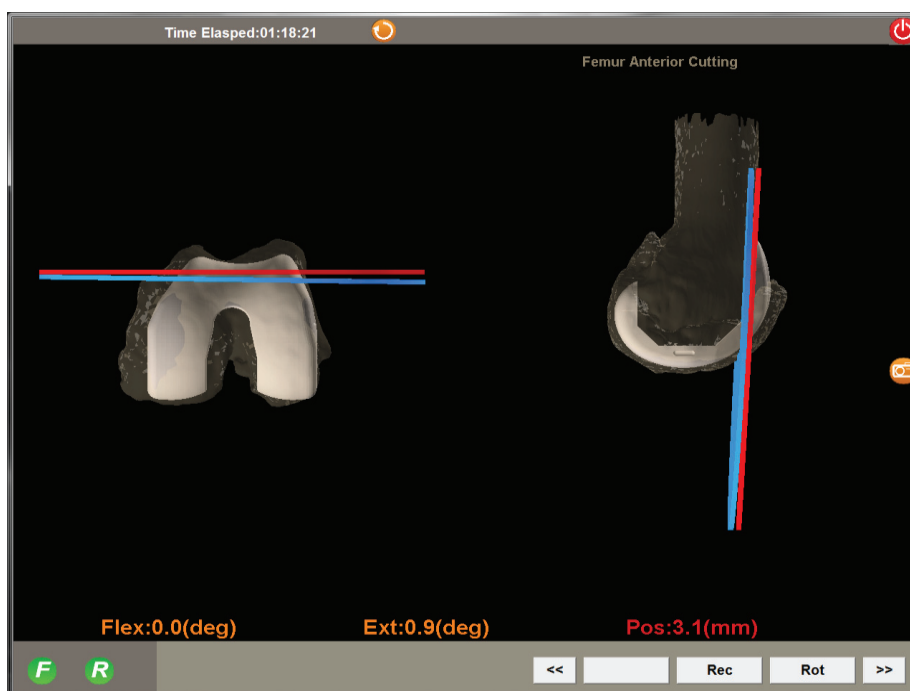 Time Elasped:01:18:21
Femur Anterior Cutting
Flex:0.0(deg) Ext:0.9(deg) Pos:3.1(mm)
F R << Rec Rot >>